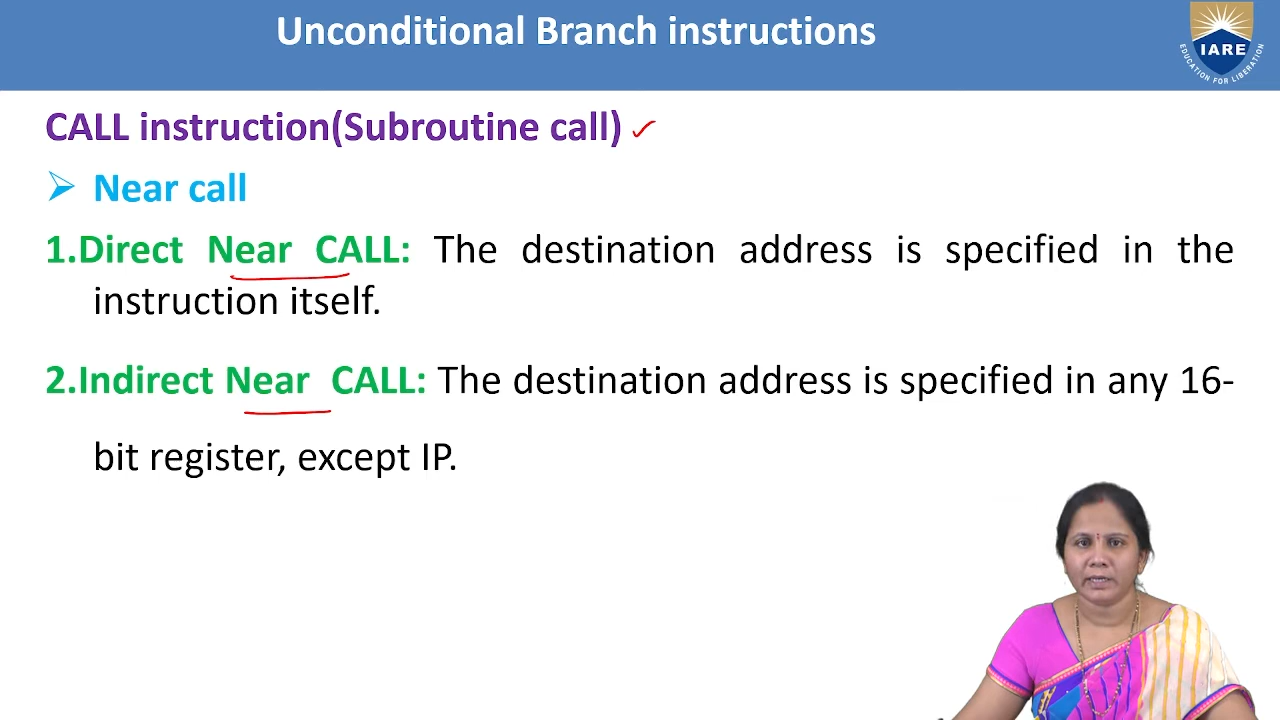 Unconditional Branch instructions
IARE
EDUCATION FOR LIBERATION
CALL instruction(Subroutine call)
Near call
1.Direct Near CALL: The destination address is specified in the
instruction itself.
2.Indirect Near CALL: The destination address is specified in any 16-
bit register, except IP.